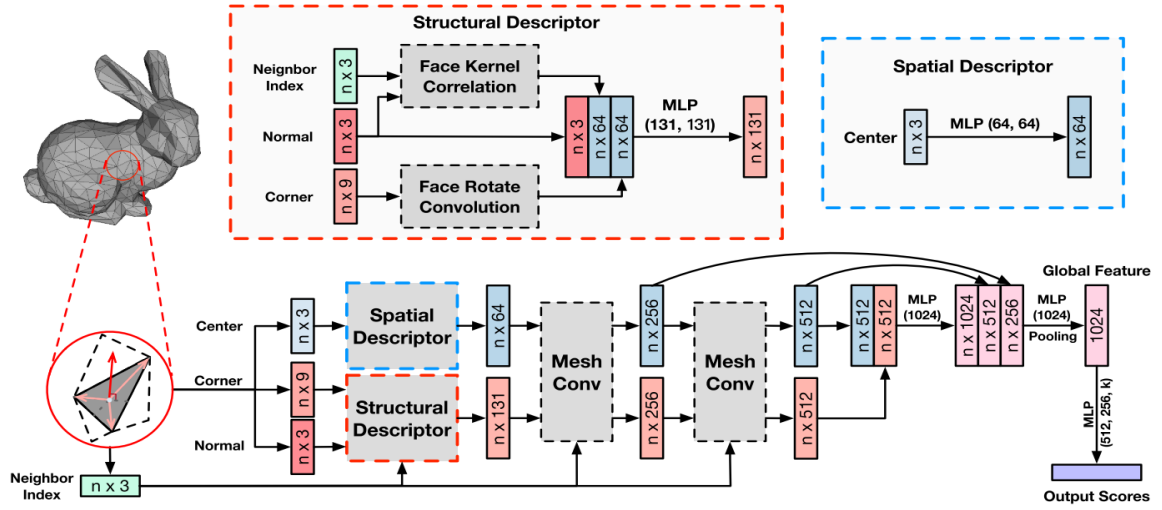 Structural Descriptor
Neignbor
Index
n x 3
Face Kernel
Correlation
Normal
n x 3
n x 3
n x 64
n x 64
MLP
(131, 131)
n x 131
Corner
n x 9
Face Rotate
Convolution
Spatial Descriptor
Center
n x 3
MLP (64, 64)
n x 64
Center
n x 3
Spatial
Descriptor
n x 64
Corner
n x 9
Structural
Descriptor
n x 131
Normal
n x 3
Neighbor
Index
n x 3
Mesh
Conv
n x 256
n x 256
Mesh
Conv
n x 512
n x 512
n x 512
n x 512
MLP
(1024)
n x 1024
n x 512
n x 256
MLP
(1024)
Pooling
Global Feature
1024
MLP
(512, 256, k)
Output Scores